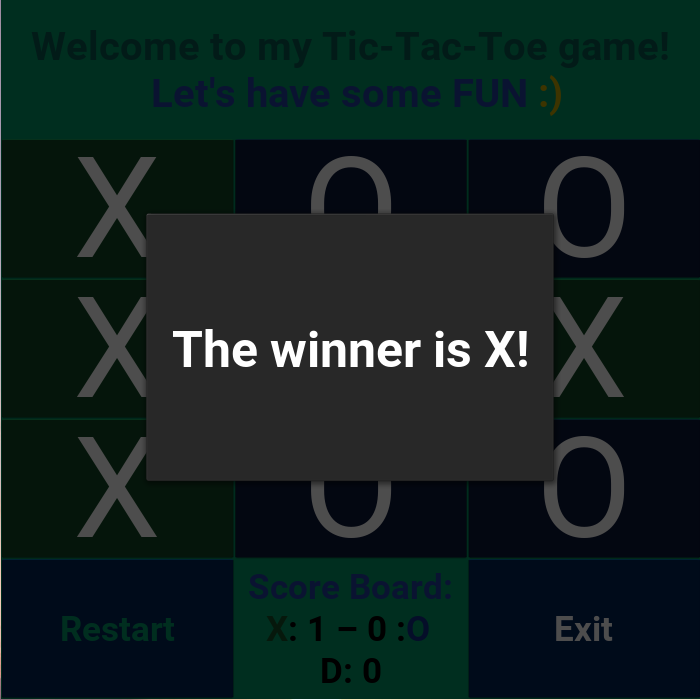 Welcome to my Tic-Tac-Toe game!
Let's have some FUN :)
X O O
X X
The winner is X!
X O O
Restart
Score Board:
X: 1 – 0 :O
D: 0
Exit